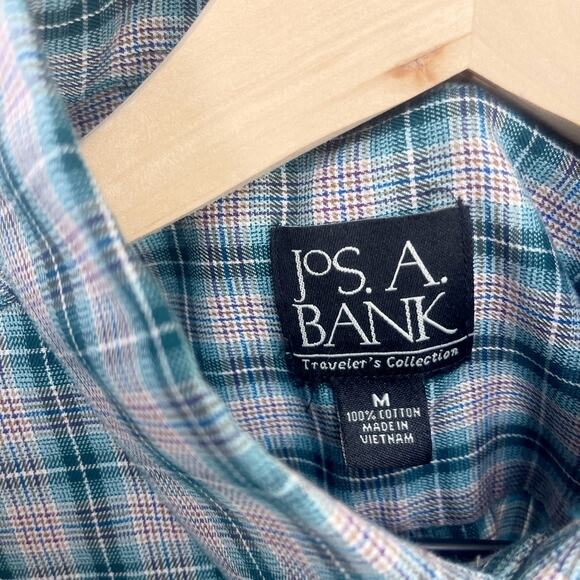 JoS. A.
BANK
Traveler's Collection
M
100% COTTON
MADE IN
VIETNAM